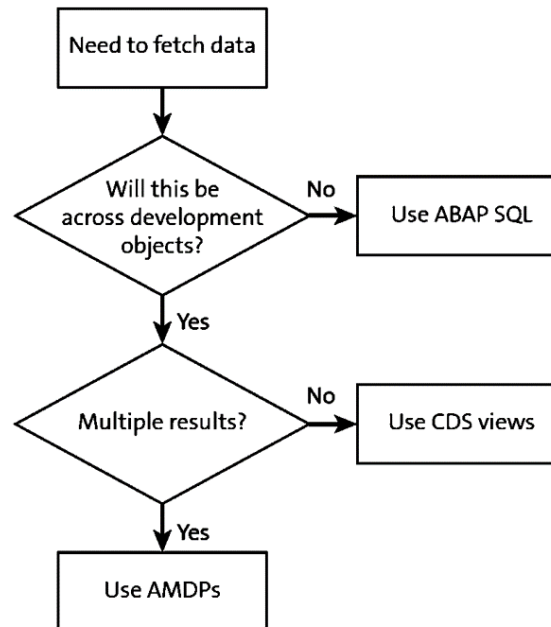 Need to fetch data
Will this be
across development
objects?
No
Use ABAP SQL
Yes
Multiple results?
No
Use CDS views
Yes
Use AMDPs